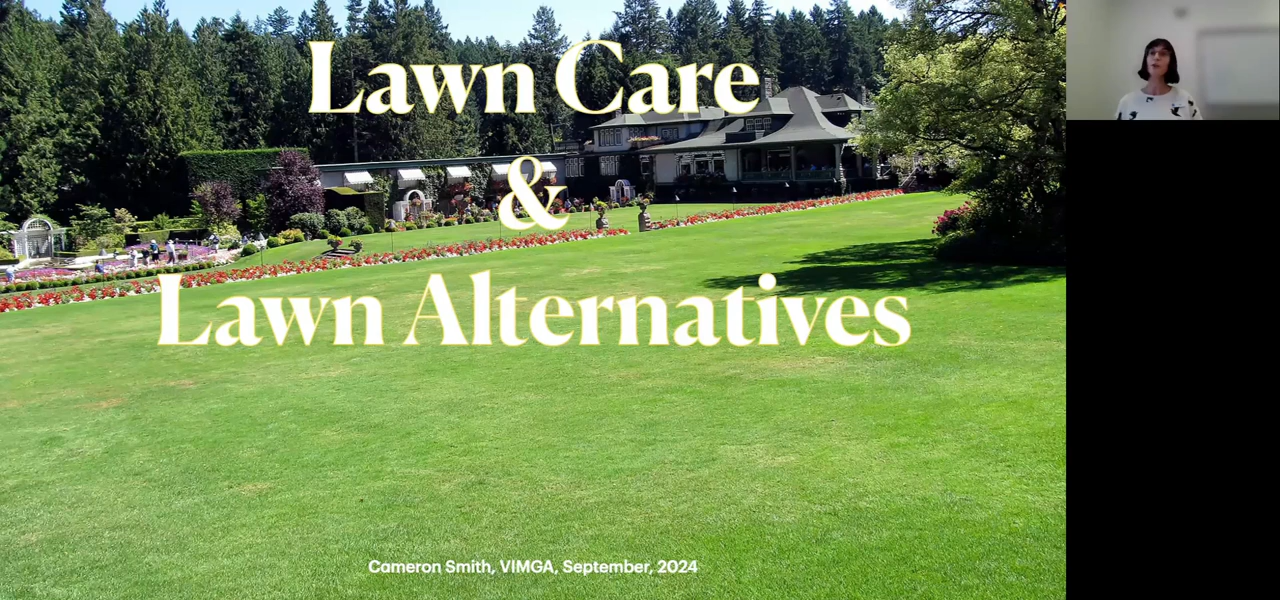 Lawn Care
&
Lawn Alternatives
Cameron Smith, VIMGA, September, 2024